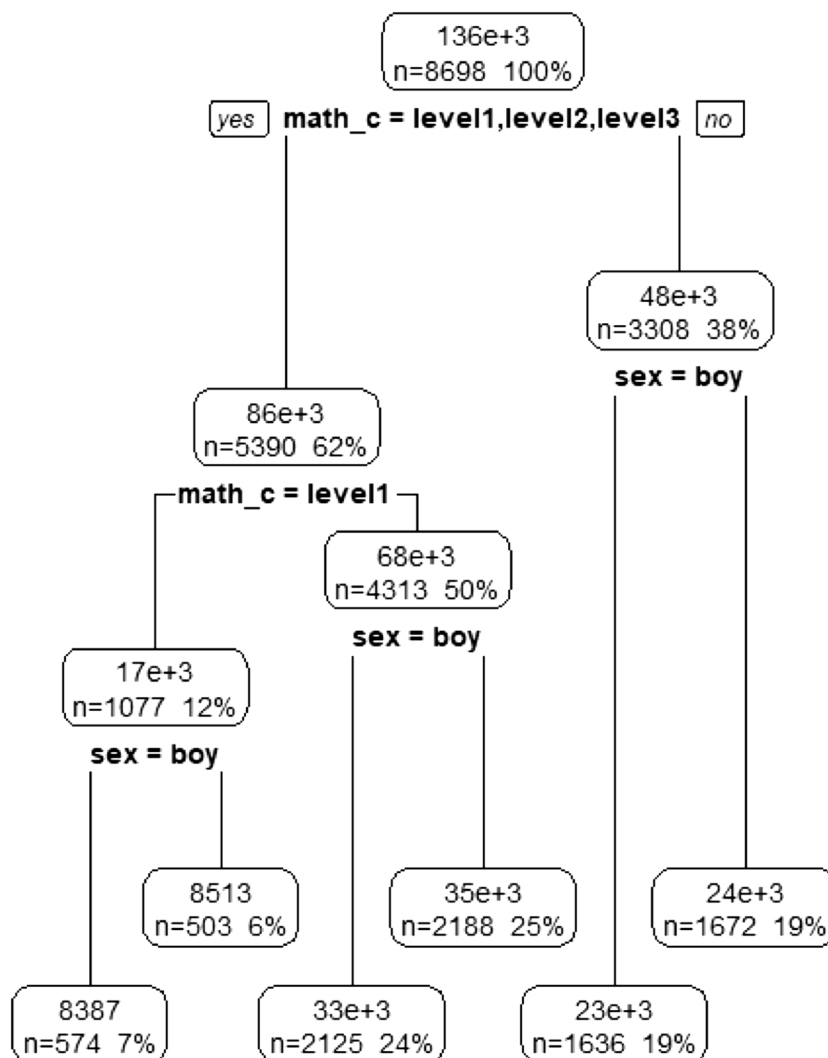 136e+3
n=8698 100%
yes math_c = level1,level2,level3 no
48e+3
n=3308 38%
sex = boy
86e+3
n=5390 62%
math_c = level1
68e+3
n=4313 50%
sex = boy
17e+3
n=1077 12%
sex = boy
8513
n=503 6%
35e+3
n=2188 25%
24e+3
n=1672 19%
8387
n=574 7%
33e+3
n=2125 24%
23e+3
n=1636 19%